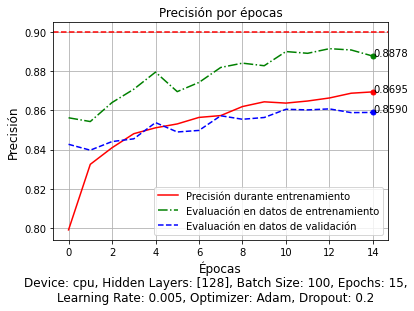 Precisión por épocas
Precisión
0.90
0.88
0.86
0.84
0.82
0.80
0.8878
0.8695
0.8590
Precisión durante entrenamiento
Evaluación en datos de entrenamiento
Evaluación en datos de validación
0 2 4 6 8 10 12 14
Épocas
Device: cpu, Hidden Layers: [128], Batch Size: 100, Epochs: 15,
Learning Rate: 0.005, Optimizer: Adam, Dropout: 0.2